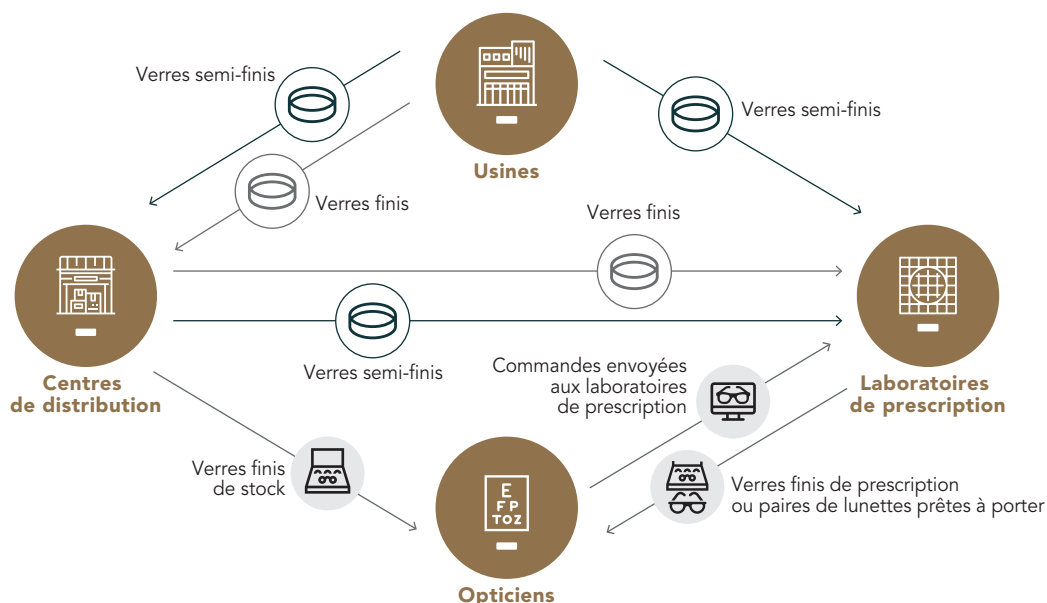 Verres semi-finis
Verres semi-finis
Usines
Verres finis
Verres finis
Verres semi-finis
Centres
de distribution
Commandes envoyées
aux laboratoires
de prescription
Laboratoires
de prescription
Verres finis
de stock
E
FP
TOZ
Verres finis de prescription
ou paires de lunettes prêtes à porter
Opticiens